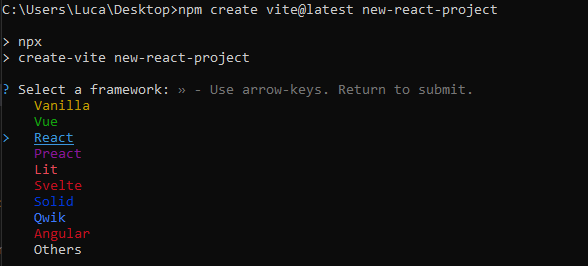 C:\Users\Luca\Desktop>npm create vite@latest new-react-project
> npx
> create-vite new-react-project
? Select a framework: » - Use arrow-keys. Return to submit.
Vanilla
Vue
> React
Preact
Lit
Svelte
Solid
Qwik
Angular
Others